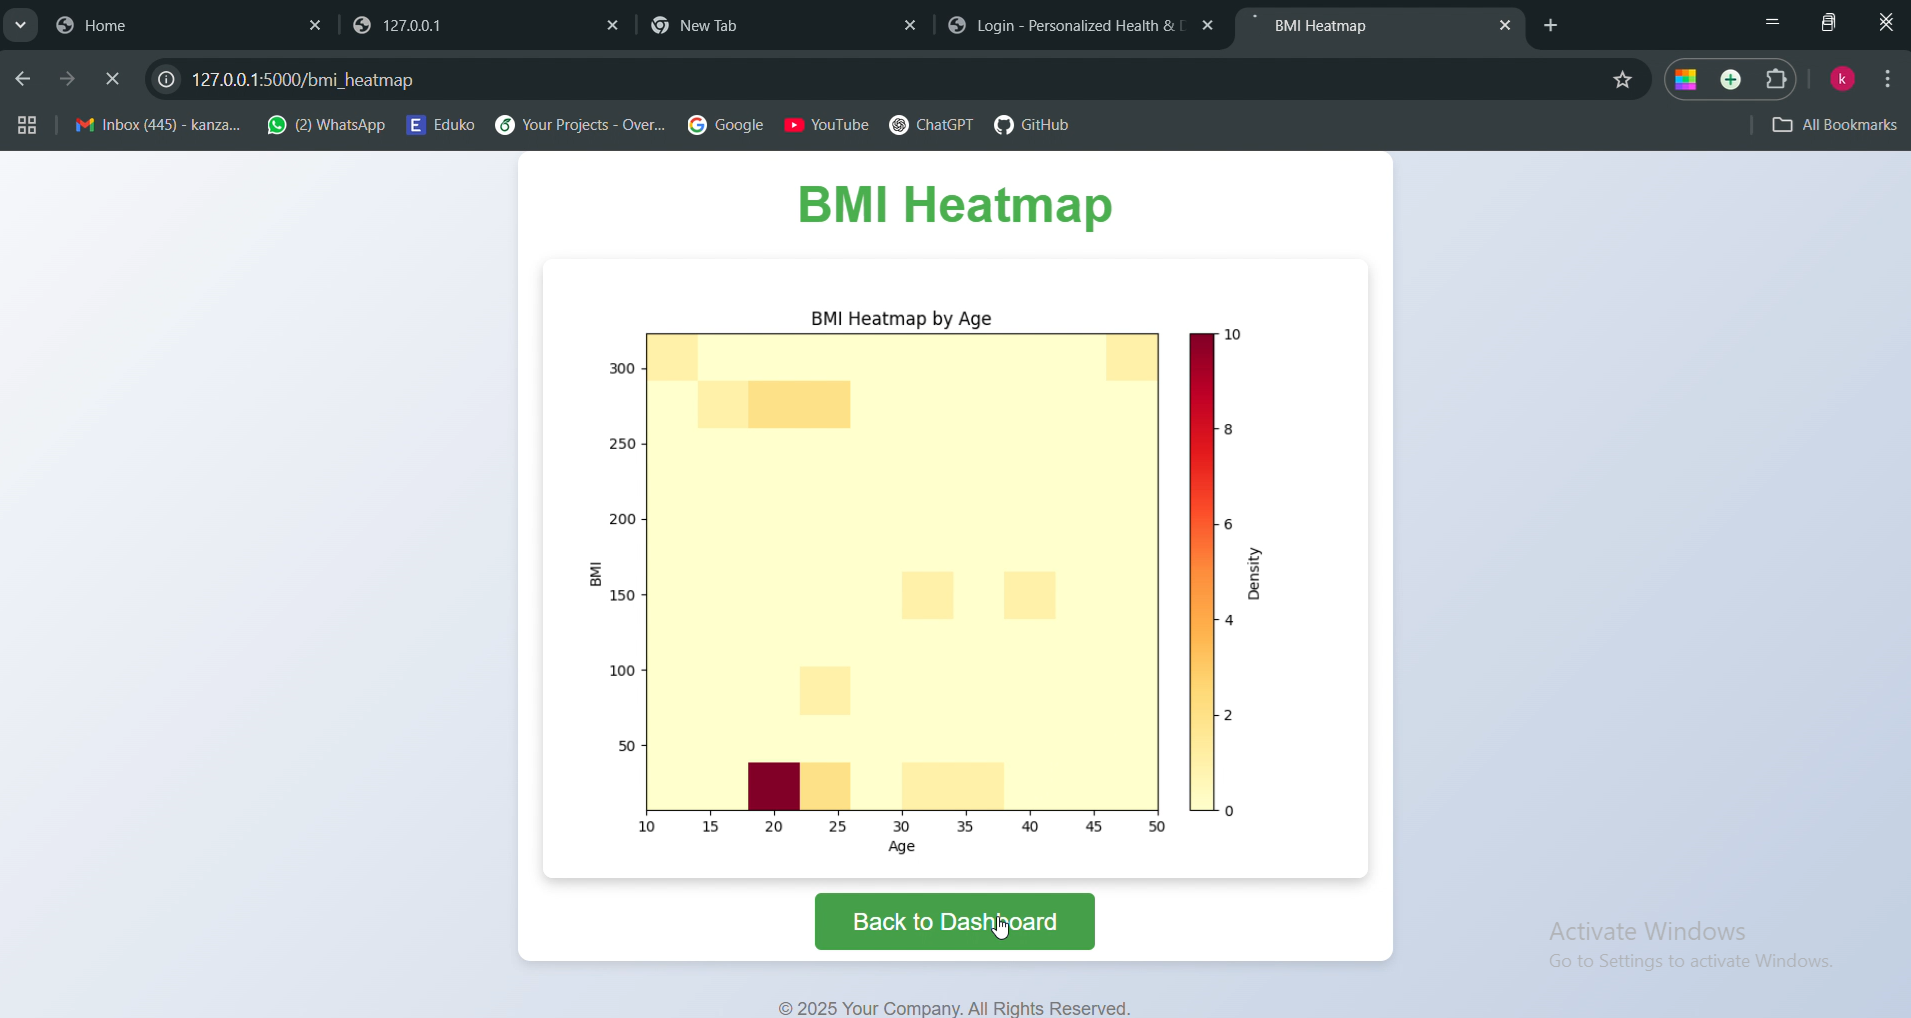 Home
127.0.0.1
New Tab
Login - Personalized Health &
BMI Heatmap
127.0.0.1:5000/bmi_heatmap
k
Inbox (445) - kanza...
(2) WhatsApp
E Eduko
Your Projects - Over...
Google
YouTube
ChatGPT
GitHub
All Bookmarks
BMI Heatmap
BMI Heatmap by Age
300
250
200
150
100
50
BMI
10 15 20 25 30 35 40 45 50
Age
10
8
6
4
2
0
Density
Back to Dashboard
Activate Windows
Go to Settings to activate Windows.
© 2025 Your Company. All Rights Reserved.